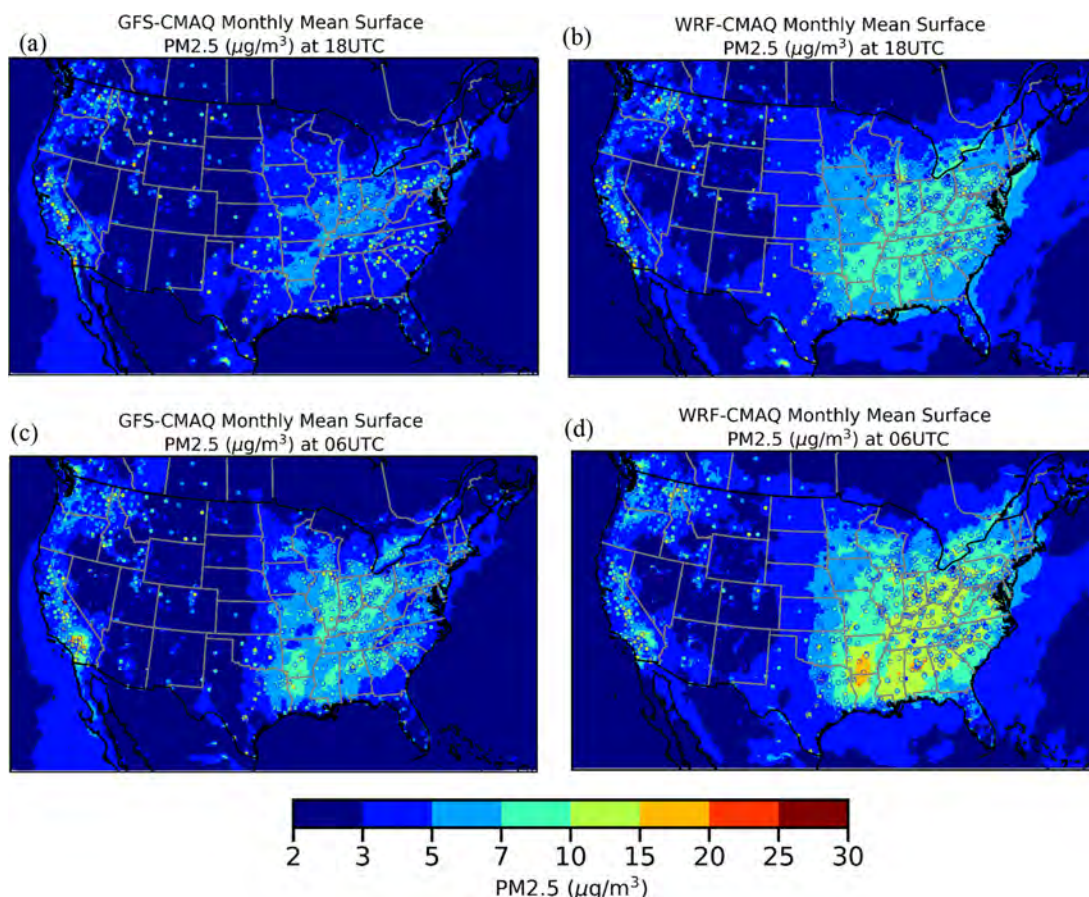 (a)
GFS-CMAQ Monthly Mean Surface
PM2.5 (μg/m³) at 18UTC
(b)
WRF-CMAQ Monthly Mean Surface
PM2.5 (μg/m³) at 18UTC
(c)
GFS-CMAQ Monthly Mean Surface
PM2.5 (μg/m³) at 06UTC
(d)
WRF-CMAQ Monthly Mean Surface
PM2.5 (μg/m³) at 06UTC
2 3 5 7 10 15 20 25 30
PM2.5 (μg/m³)